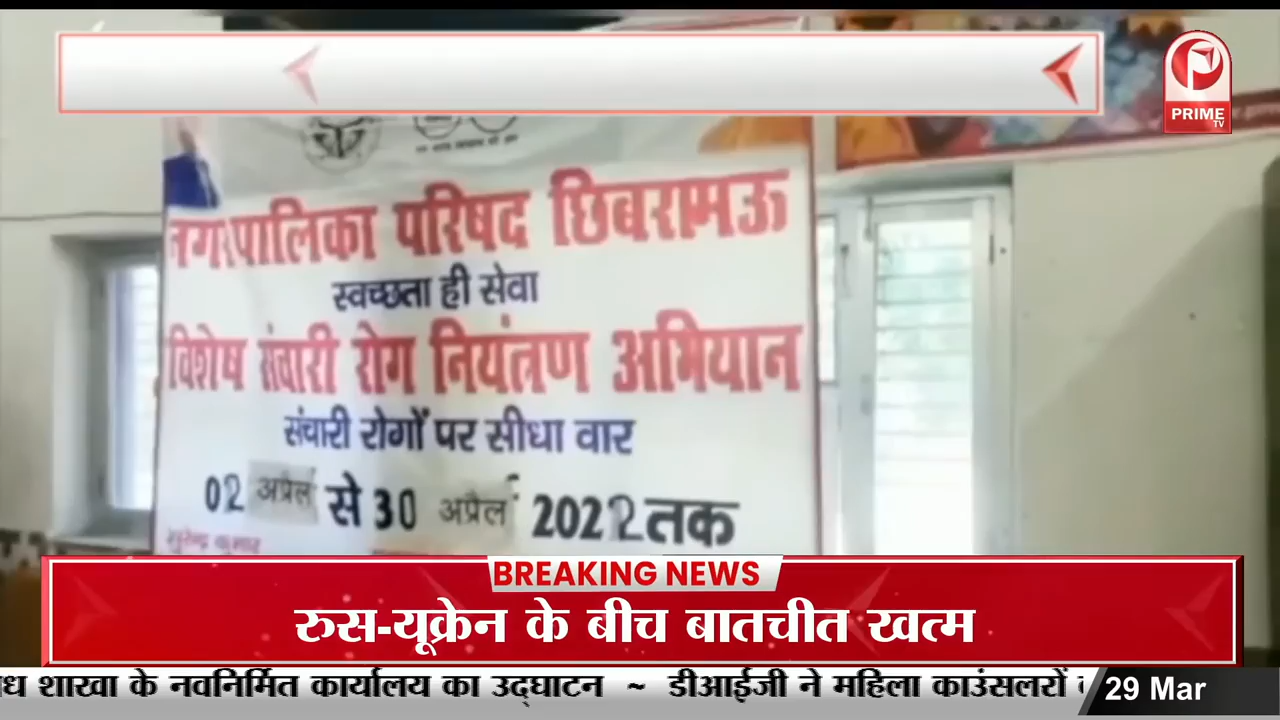 PRIME
TV
नगरपालिका परिषद छिबरामऊ
स्वच्छता ही सेवा
विशेष संचारी रोग नियंत्रण अभियान
संचारी रोगों पर सीधा वार
02 अप्रैल से 30 अप्रैल 2022 तक
सुरेन्द्र कुमार
BREAKING NEWS
रुस-यूक्रेन के बीच बातचीत खत्म
शाखा के नवनिर्मित कार्यालय का उद्घाटन ~ डीआईजी ने महिला काउंसलरों
29 Mar